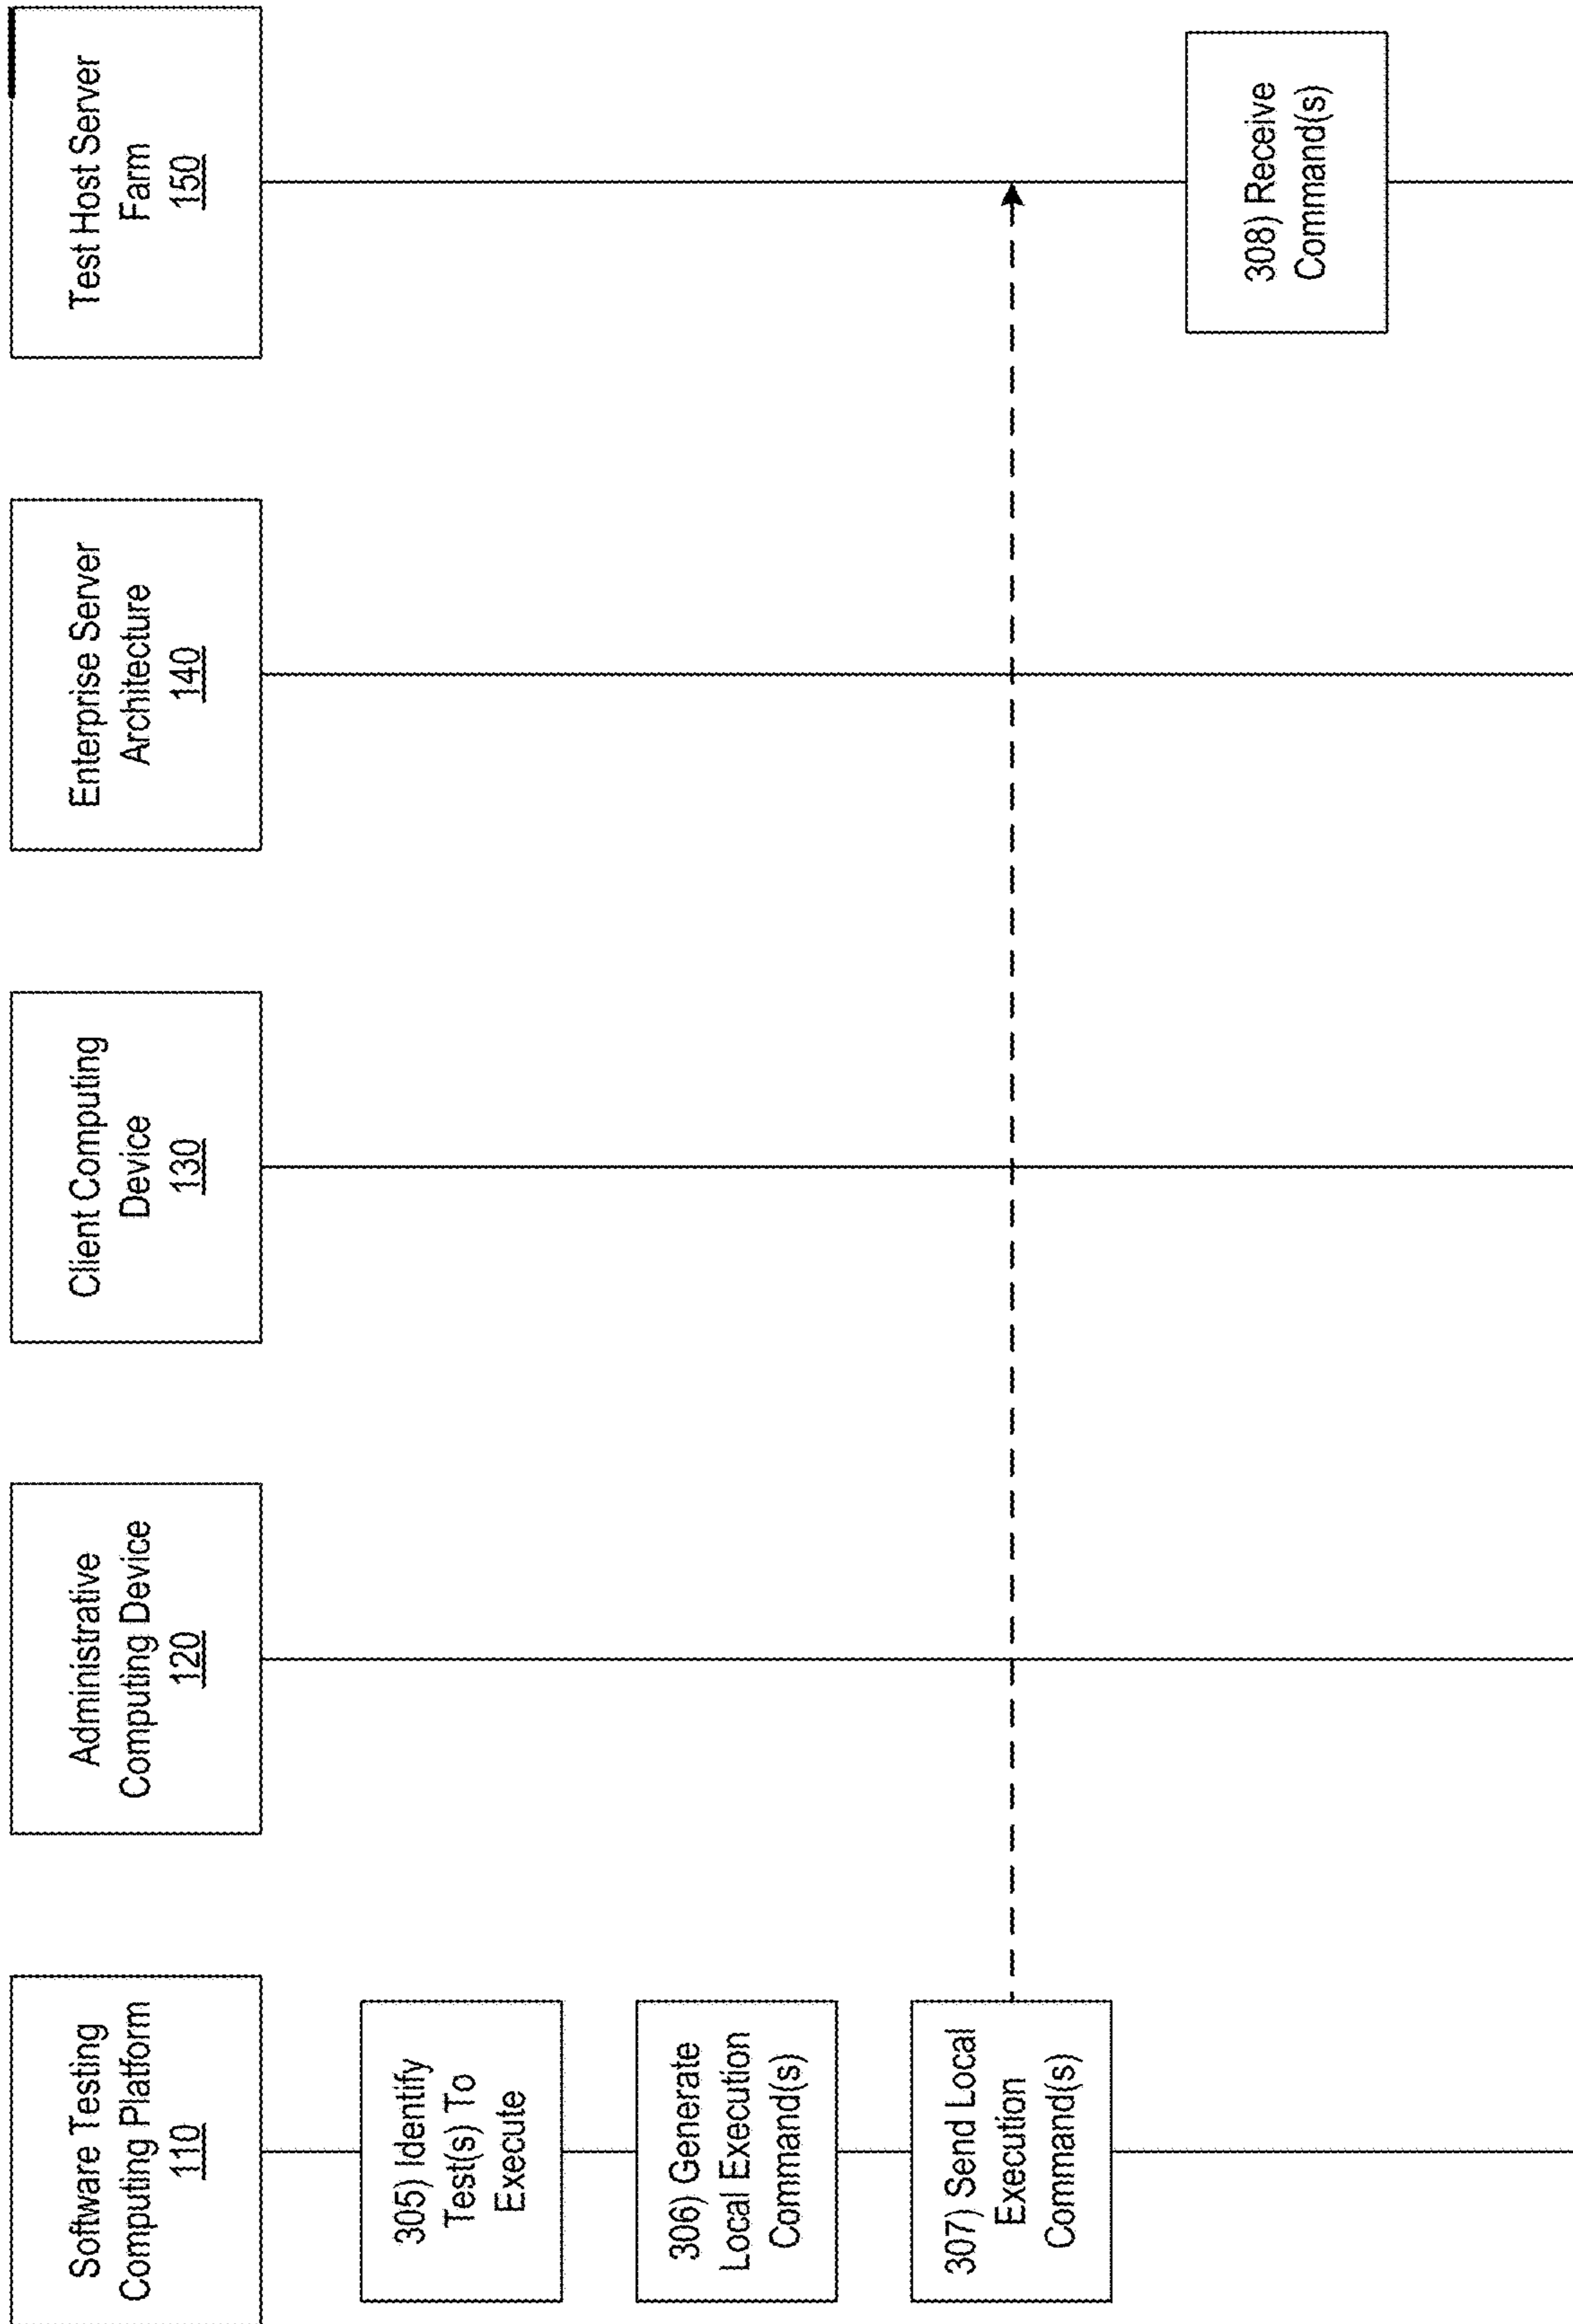 Software Testing
Computing Platform
110
Administrative
Computing Device
120
Client Computing
Device
130
Enterprise Server
Architecture
140
Test Host Server
Farm
150
305) Identify
Test(s) To
Execute
306) Generate
Local Execution
Command(s)
307) Send Local
Execution
Command(s)
308) Receive
Command(s)